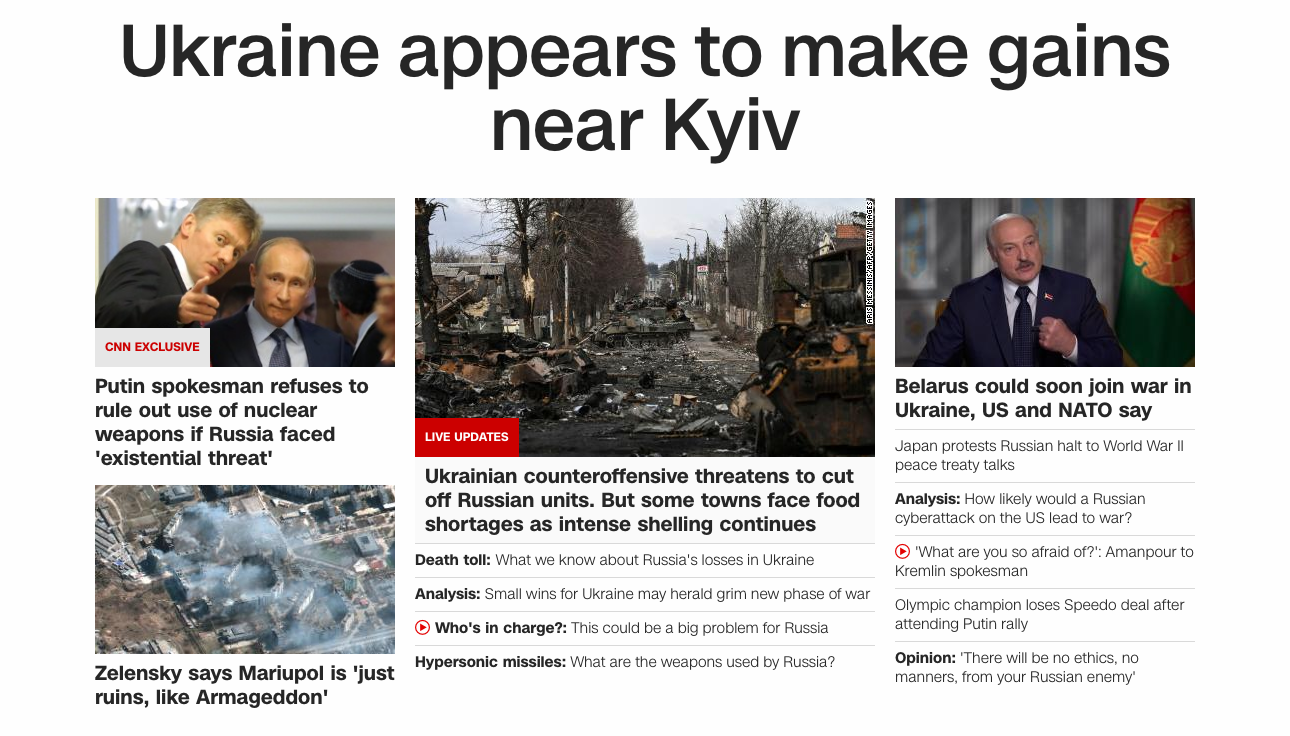 Ukraine appears to make gains
near Kyiv
CNN EXCLUSIVE
Putin spokesman refuses to
rule out use of nuclear
weapons if Russia faced
'existential threat'
Zelensky says Mariupol is 'just
ruins, like Armageddon'
ARIS MESSINIS/AFP/GETTY IMAGES
LIVE UPDATES
Ukrainian counteroffensive threatens to cut
off Russian units. But some towns face food
shortages as intense shelling continues
Death toll: What we know about Russia's losses in Ukraine
Analysis: Small wins for Ukraine may herald grim new phase of war
Who's in charge?: This could be a big problem for Russia
Hypersonic missiles: What are the weapons used by Russia?
Belarus could soon join war in
Ukraine, US and NATO say
Japan protests Russian halt to World War II
peace treaty talks
Analysis: How likely would a Russian
cyberattack on the US lead to war?
'What are you so afraid of?': Amanpour to
Kremlin spokesman
Olympic champion loses Speedo deal after
attending Putin rally
Opinion: 'There will be no ethics, no
manners, from your Russian enemy'